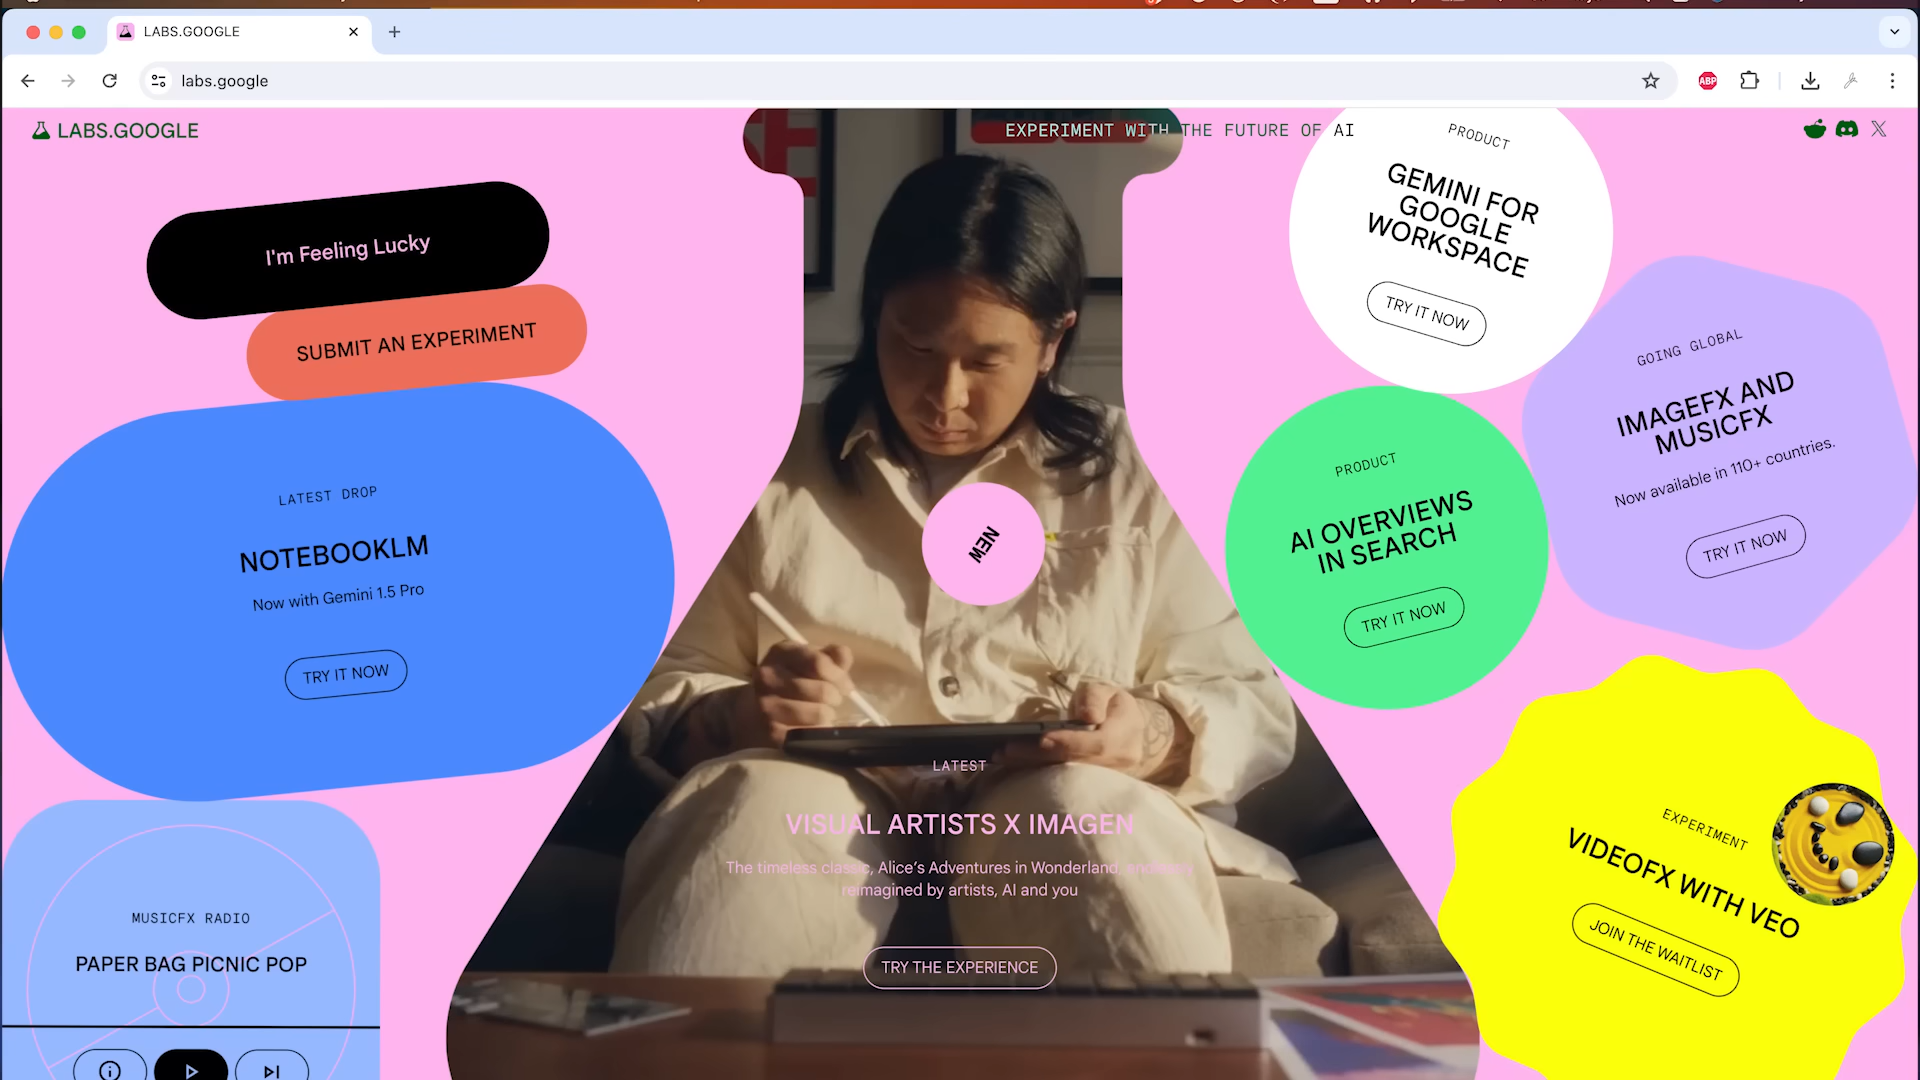 LABS.GOOGLE
labs.google
ABP
LABS.GOOGLE
EXPERIMENT WITH THE FUTURE OF AI
I'm Feeling Lucky
SUBMIT AN EXPERIMENT
LATEST DROP
NOTEBOOKLM
Now with Gemini 1.5 Pro
TRY IT NOW
MUSICFX RADIO
PAPER BAG PICNIC POP
NEW
LATEST
VISUAL ARTISTS X IMAGEN
The timeless classic, Alice's Adventures in Wonderland,
reimagined by artists, AI and you
TRY THE EXPERIENCE
PRODUCT
GEMINI FOR
GOOGLE
WORKSPACE
TRY IT NOW
GOING GLOBAL
IMAGEFX AND
MUSICFX
Now available in 110+ countries.
TRY IT NOW
PRODUCT
AI OVERVIEWS
IN SEARCH
TRY IT NOW
EXPERIMENT
VIDEOFX WITH VEO
JOIN THE WAITLIST